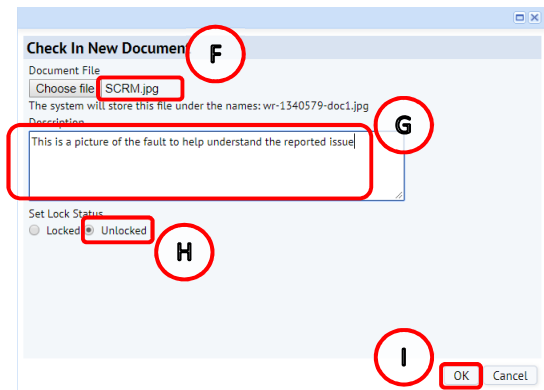 Check In New Document
F
Document File
Choose file SCRM.jpg
The system will store this file under the names: wr-1340579-doc1.jpg
G
Description
This is a picture of the fault to help understand the reported issue
Set Lock Status
Locked Unlocked
H
I
OK Cancel